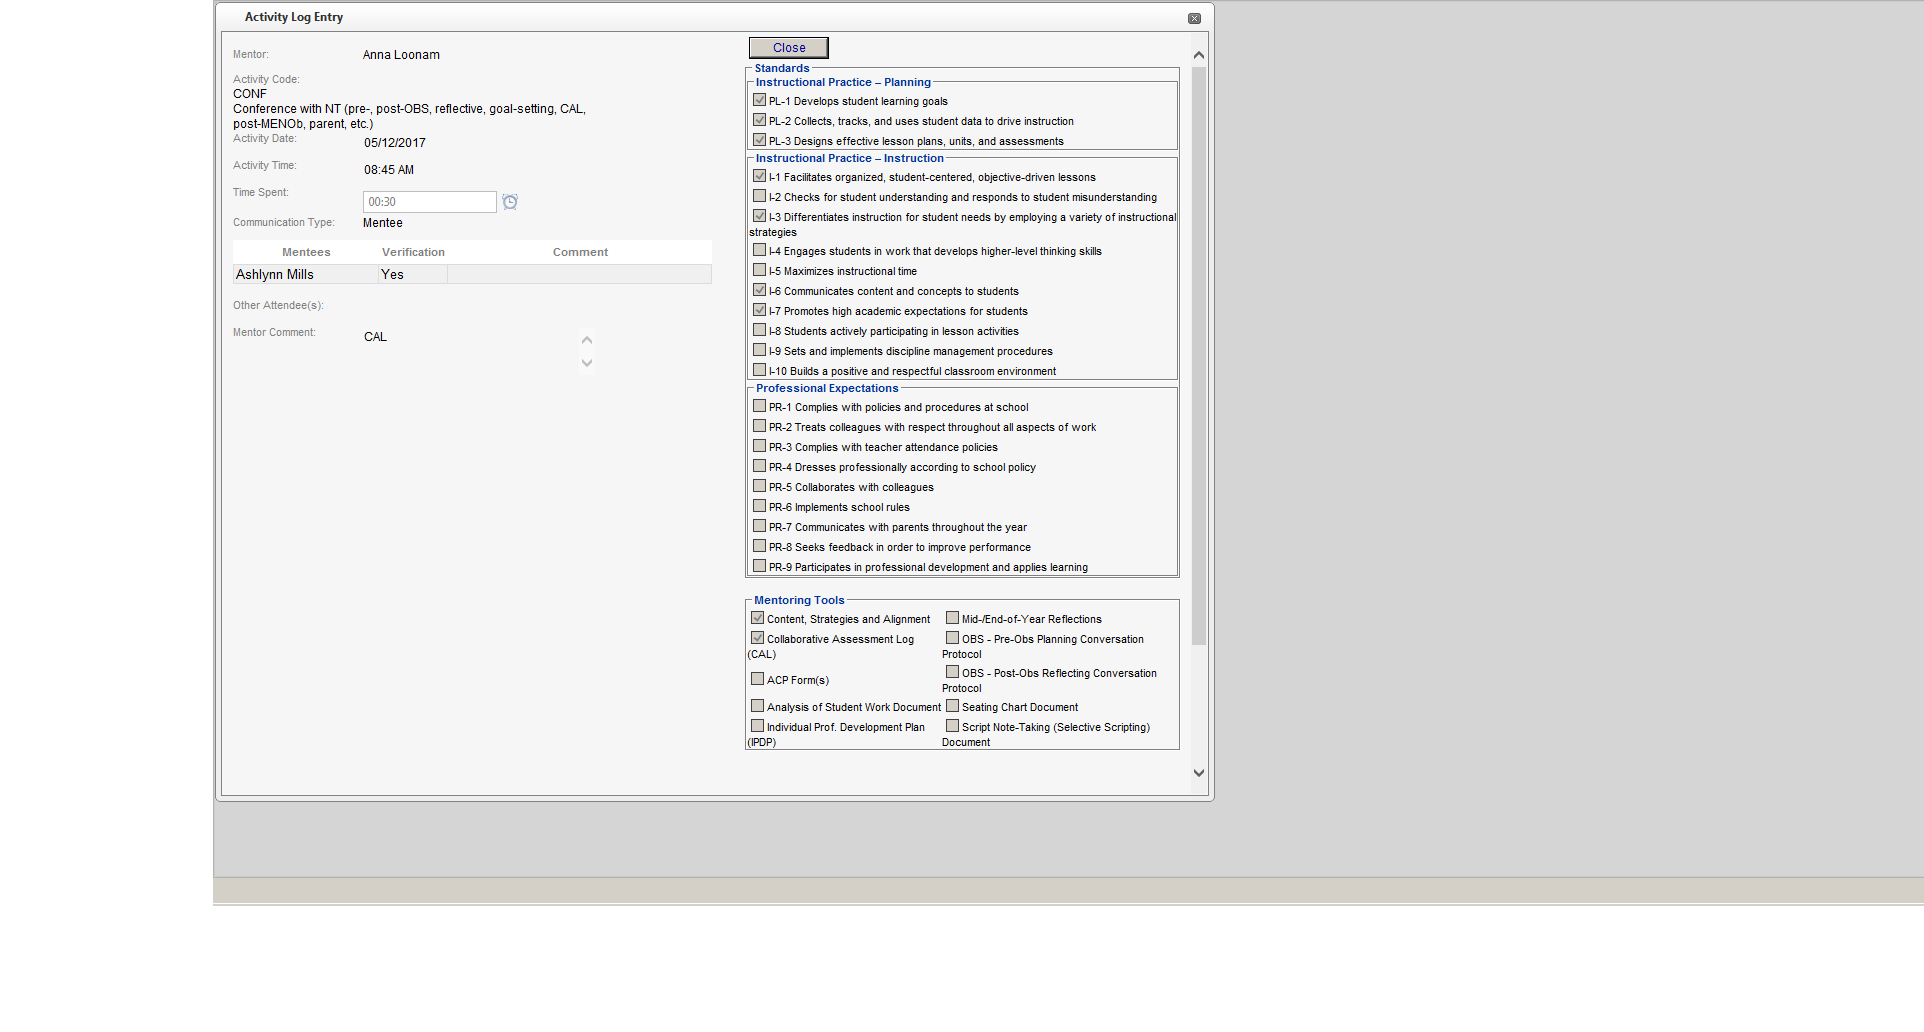 Activity Log Entry
Mentor: Anna Loonam
Activity Code:
CONF
Conference with NT (pre-, post-OBS, reflective, goal-setting, CAL,
post-MENOb, parent, etc.)
Activity Date: 05/12/2017
Activity Time: 08:45 AM
Time Spent: 00:30
Communication Type: Mentee
Mentees Verification Comment
Ashlynn Mills Yes
Other Attendee(s):
Mentor Comment: CAL
Close
Standards
Instructional Practice – Planning
PL-1 Develops student learning goals
PL-2 Collects, tracks, and uses student data to drive instruction
PL-3 Designs effective lesson plans, units, and assessments
Instructional Practice – Instruction
I-1 Facilitates organized, student-centered, objective-driven lessons
I-2 Checks for student understanding and responds to student misunderstanding
I-3 Differentiates instruction for student needs by employing a variety of instructional
strategies
I-4 Engages students in work that develops higher-level thinking skills
I-5 Maximizes instructional time
I-6 Communicates content and concepts to students
I-7 Promotes high academic expectations for students
I-8 Students actively participating in lesson activities
I-9 Sets and implements discipline management procedures
I-10 Builds a positive and respectful classroom environment
Professional Expectations
PR-1 Complies with policies and procedures at school
PR-2 Treats colleagues with respect throughout all aspects of work
PR-3 Complies with teacher attendance policies
PR-4 Dresses professionally according to school policy
PR-5 Collaborates with colleagues
PR-6 Implements school rules
PR-7 Communicates with parents throughout the year
PR-8 Seeks feedback in order to improve performance
PR-9 Participates in professional development and applies learning
Mentoring Tools
Content, Strategies and Alignment
Collaborative Assessment Log
(CAL)
ACP Form(s)
Analysis of Student Work Document
Individual Prof. Development Plan
(IPDP)
Mid-/End-of-Year Reflections
OBS - Pre-Obs Planning Conversation
Protocol
OBS - Post-Obs Reflecting Conversation
Protocol
Seating Chart Document
Script Note-Taking (Selective Scripting)
Document